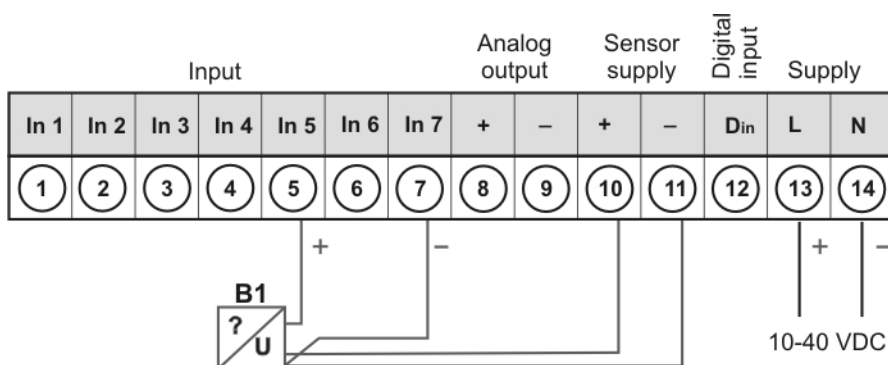 Input
Analog
output
Sensor
supply
Digital
input
Supply
In 1 In 2 In 3 In 4 In 5 In 6 In 7 + – + – Din L N
1 2 3 4 5 6 7 8 9 10 11 12 13 14
+ – + –
B1
?
U
10-40 VDC